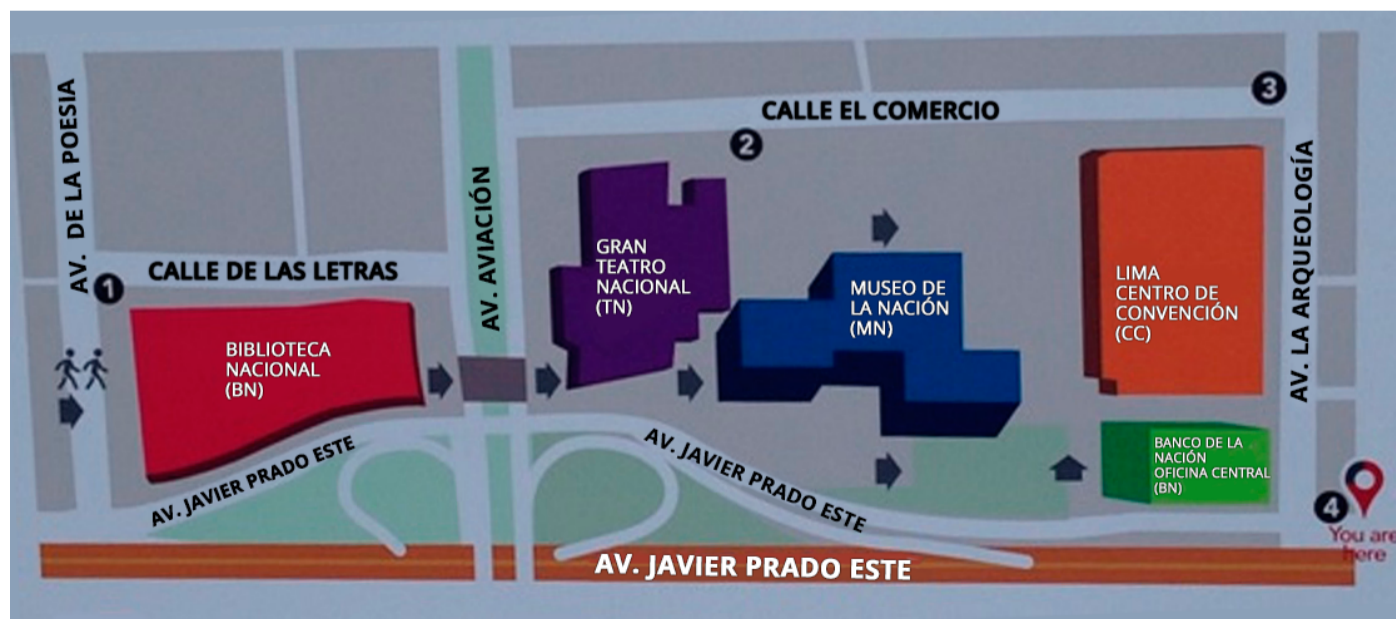 AV. DE LA POESIA
CALLE DE LAS LETRAS
1
BIBLIOTECA
NACIONAL
(BN)
AV. JAVIER PRADO ESTE
AV. AVIACIÓN
CALLE EL COMERCIO
2
3
GRAN
TEATRO
NACIONAL
(TN)
MUSEO DE
LA NACIÓN
(MN)
LIMA
CENTRO DE
CONVENCIÓN
(CC)
AV. LA ARQUEOLOGÍA
BANCO DE LA
NACIÓN
OFICINA CENTRAL
(BN)
AV. JAVIER PRADO ESTE
4
You are
here
AV. JAVIER PRADO ESTE